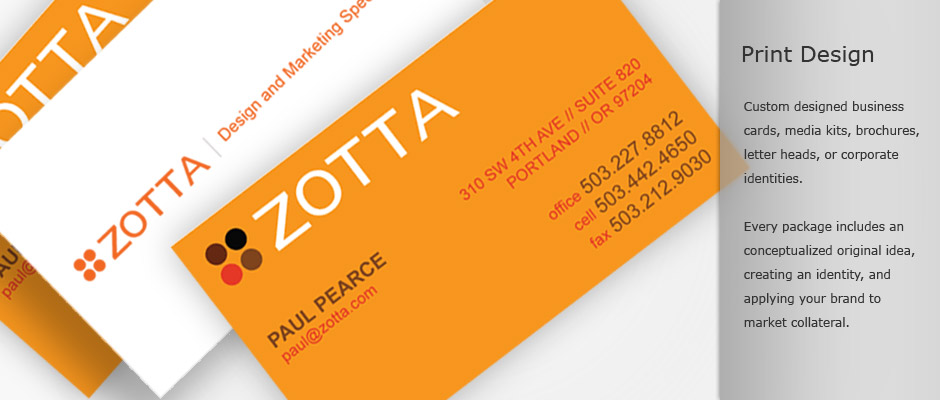 ZOTTA
ZOTTA | Design and Marketing
ZOTTA
310 SW 4TH AVE // SUITE 820
PORTLAND // OR 97204
office 503.227.8812
cell 503.442.4650
fax 503.212.9030
PAUL PEARCE
paul@zotta.com
paul@
Print Design
Custom designed business
cards, media kits, brochures,
letter heads, or corporate
identities.
Every package includes an
conceptualized original idea,
creating an identity, and
applying your brand to
market collateral.